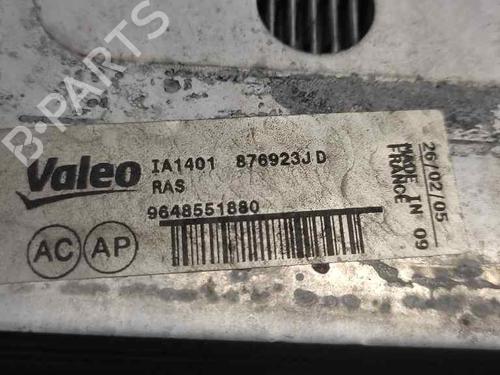 B-PARTS
Valeo
IA1401 876923J D
RAS
9648551880
AC AP
MADE IN
FRANCE 09
26/02/05